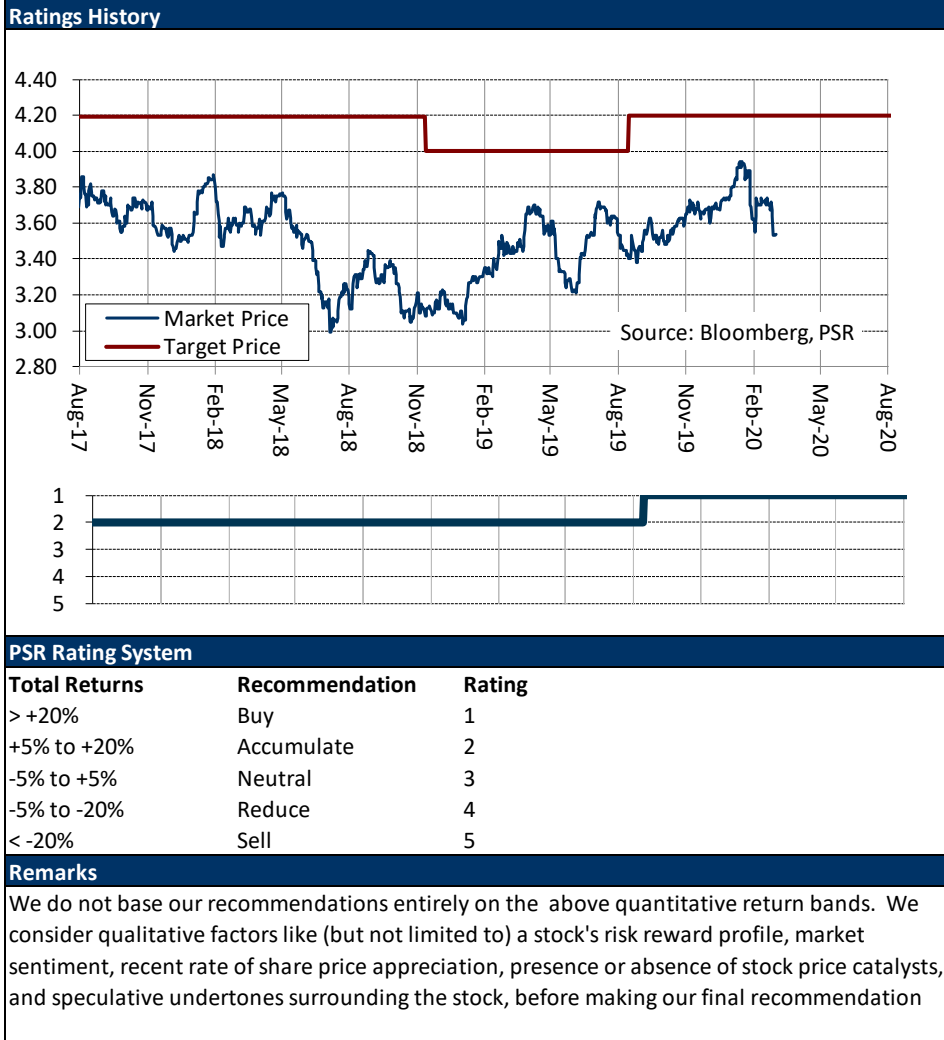 Ratings History
4.40
4.20
4.00
3.80
3.60
3.40
3.20
3.00
2.80
Market Price
Target Price
Source: Bloomberg, PSR
Aug-17
Nov-17
Feb-18
May-18
Aug-18
Nov-18
Feb-19
May-19
Aug-19
Nov-19
Feb-20
May-20
Aug-20
1
2
3
4
5
PSR Rating System
Total Returns Recommendation Rating
> +20% Buy 1
+5% to +20% Accumulate 2
-5% to +5% Neutral 3
-5% to -20% Reduce 4
< -20% Sell 5
Remarks
We do not base our recommendations entirely on the above quantitative return bands. We
consider qualitative factors like (but not limited to) a stock's risk reward profile, market
sentiment, recent rate of share price appreciation, presence or absence of stock price catalysts,
and speculative undertones surrounding the stock, before making our final recommendation